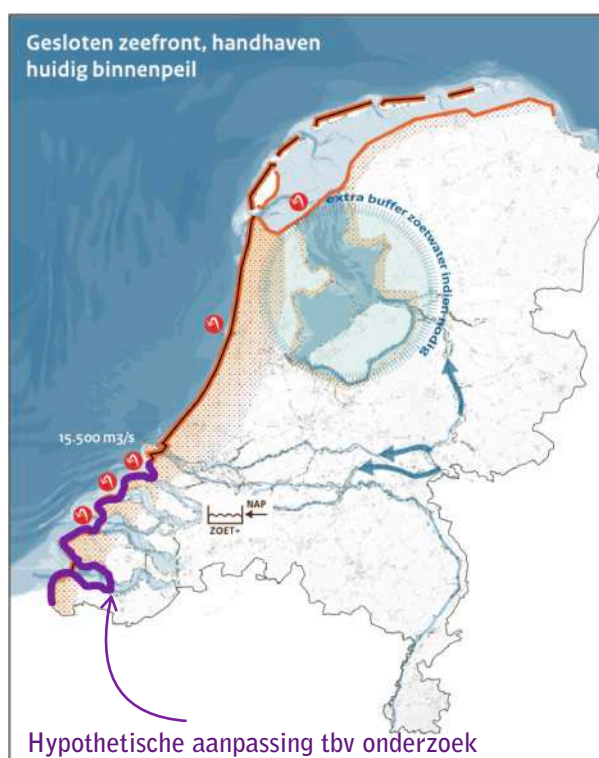 Gesloten zeefront, handhaven
huidig binnenpeil
extra buffer zoetwater indien nodig
15.500 m3/s
NAP
ZOET+
Hypothetische aanpassing tbv onderzoek